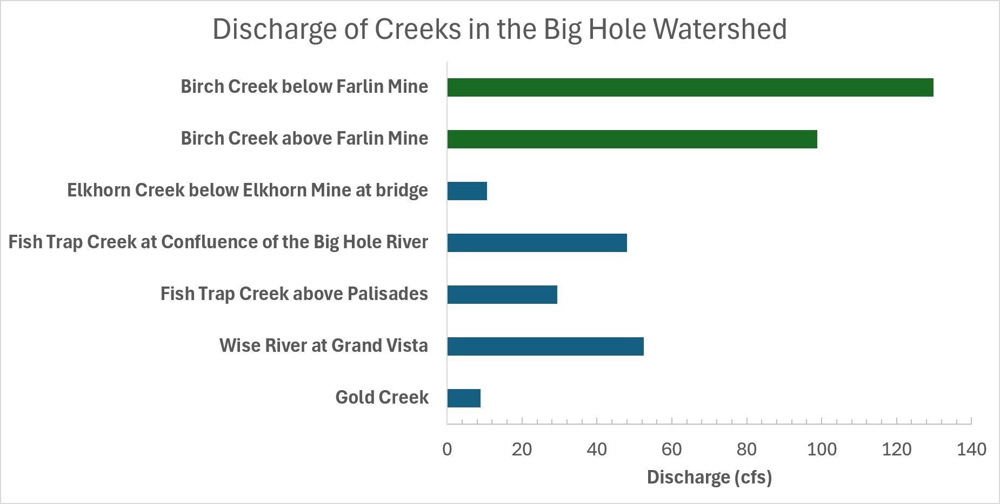 Discharge of Creeks in the Big Hole Watershed
Birch Creek below Farlin Mine
Birch Creek above Farlin Mine
Elkhorn Creek below Elkhorn Mine at bridge
Fish Trap Creek at Confluence of the Big Hole River
Fish Trap Creek above Palisades
Wise River at Grand Vista
Gold Creek
0 20 40 60 80 100 120 140
Discharge (cfs)